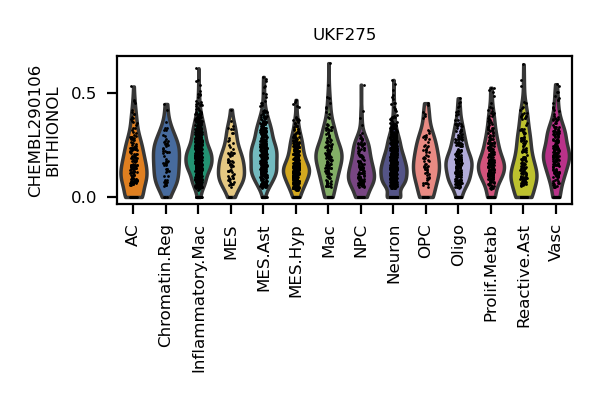 UKF275
CHEMBL290106
BITHIONOL
0.5
0.0
AC
Chromatin.Reg
Inflammatory.Mac
MES
MES.Ast
MES.Hyp
Mac
NPC
Neuron
OPC
Oligo
Prolif.Metab
Reactive.Ast
Vasc